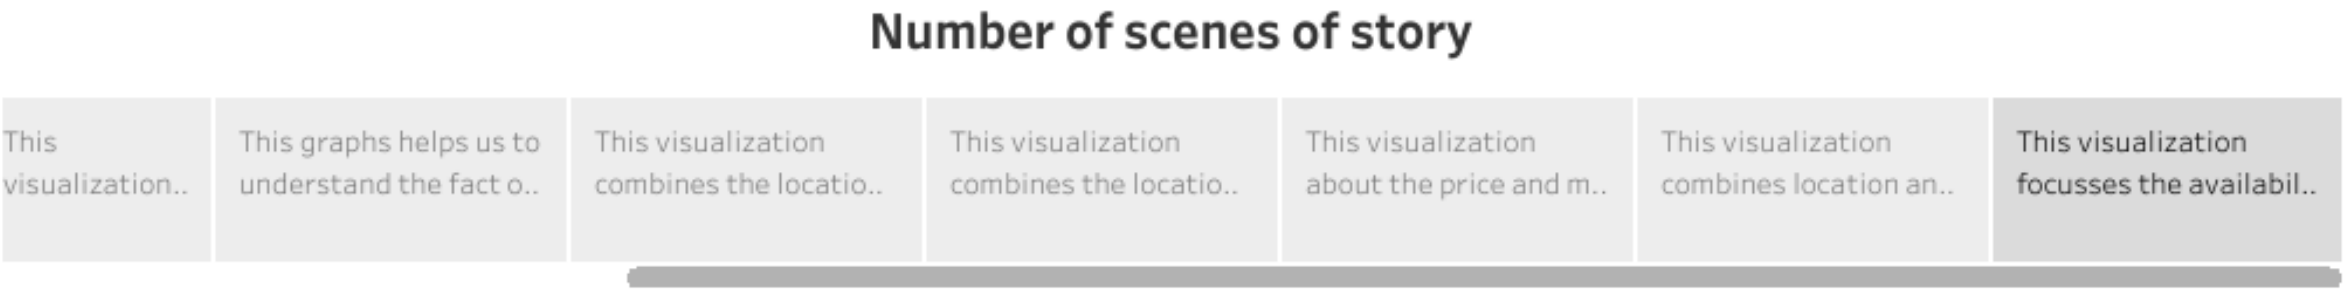 Number of scenes of story
This
visualization..
This graphs helps us to
understand the fact o..
This visualization
combines the locatio..
This visualization
combines the locatio..
This visualization
about the price and m..
This visualization
combines location an..
This visualization
focusses the availabil..